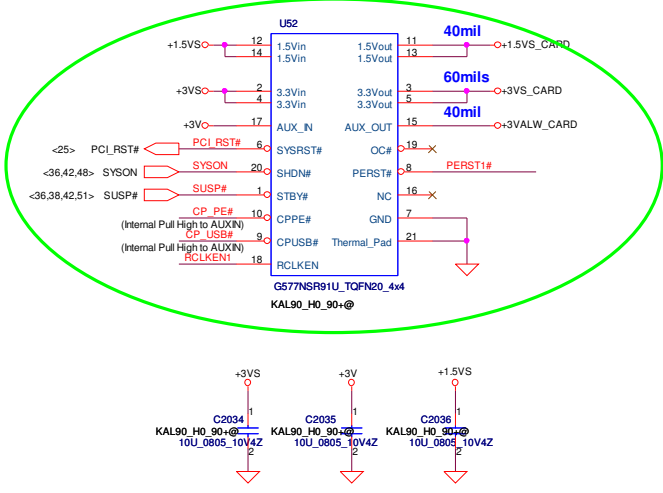 U52
40mil
+1.5VS 12 1.5Vin 1.5Vout 11 +1.5VS_CARD
14 1.5Vin 1.5Vout 13
60mils
+3VS 2 3.3Vin 3.3Vout 3 +3VS_CARD
4 3.3Vin 3.3Vout 5
40mil
+3V 17 AUX_IN AUX_OUT 15 +3VALW_CARD
<25> PCI_RST# PCI_RST# 6 SYSRST# OC# 19
<36,42,48> SYSON SYSON 20 SHDN# PERST# 8 PERST1#
<36,38,42,51> SUSP# SUSP# 1 STBY# NC 16
CP_PE# 10 CPPE# GND 7
(Internal Pull High to AUXIN)
CP_USB# 9 CPUSB# Thermal_Pad 21
(Internal Pull High to AUXIN)
RCLKEN1 18 RCLKEN
G577NSR91U_TQFN20_4x4
KAL90_H0_90+@
+3VS +3V +1.5VS
1 1 1
C2034 C2035 C2036
KAL90_H0_90+@ KAL90_H0_90+@ KAL90_H0_90+@
10U_0805_10V4Z 10U_0805_10V4Z 10U_0805_10V4Z
2 2 2